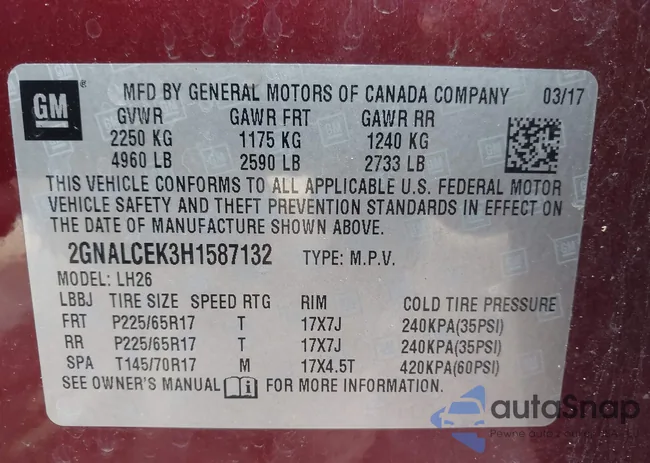 GM ®
MFD BY GENERAL MOTORS OF CANADA COMPANY 03/17
GVWR GAWR FRT GAWR RR
2250 KG 1175 KG 1240 KG
4960 LB 2590 LB 2733 LB
THIS VEHICLE CONFORMS TO ALL APPLICABLE U.S. FEDERAL MOTOR
VEHICLE SAFETY AND THEFT PREVENTION STANDARDS IN EFFECT ON
THE DATE OF MANUFACTURE SHOWN ABOVE.
2GNALCEK3H1587132 TYPE: M.P.V.
MODEL: LH26
LBBJ TIRE SIZE SPEED RTG RIM COLD TIRE PRESSURE
FRT P225/65R17 T 17X7J 240KPA(35PSI)
RR P225/65R17 T 17X7J 240KPA(35PSI)
SPA T145/70R17 M 17X4.5T 420KPA(60PSI)
SEE OWNER'S MANUAL FOR MORE INFORMATION.
autoSnap
Pewne auto z